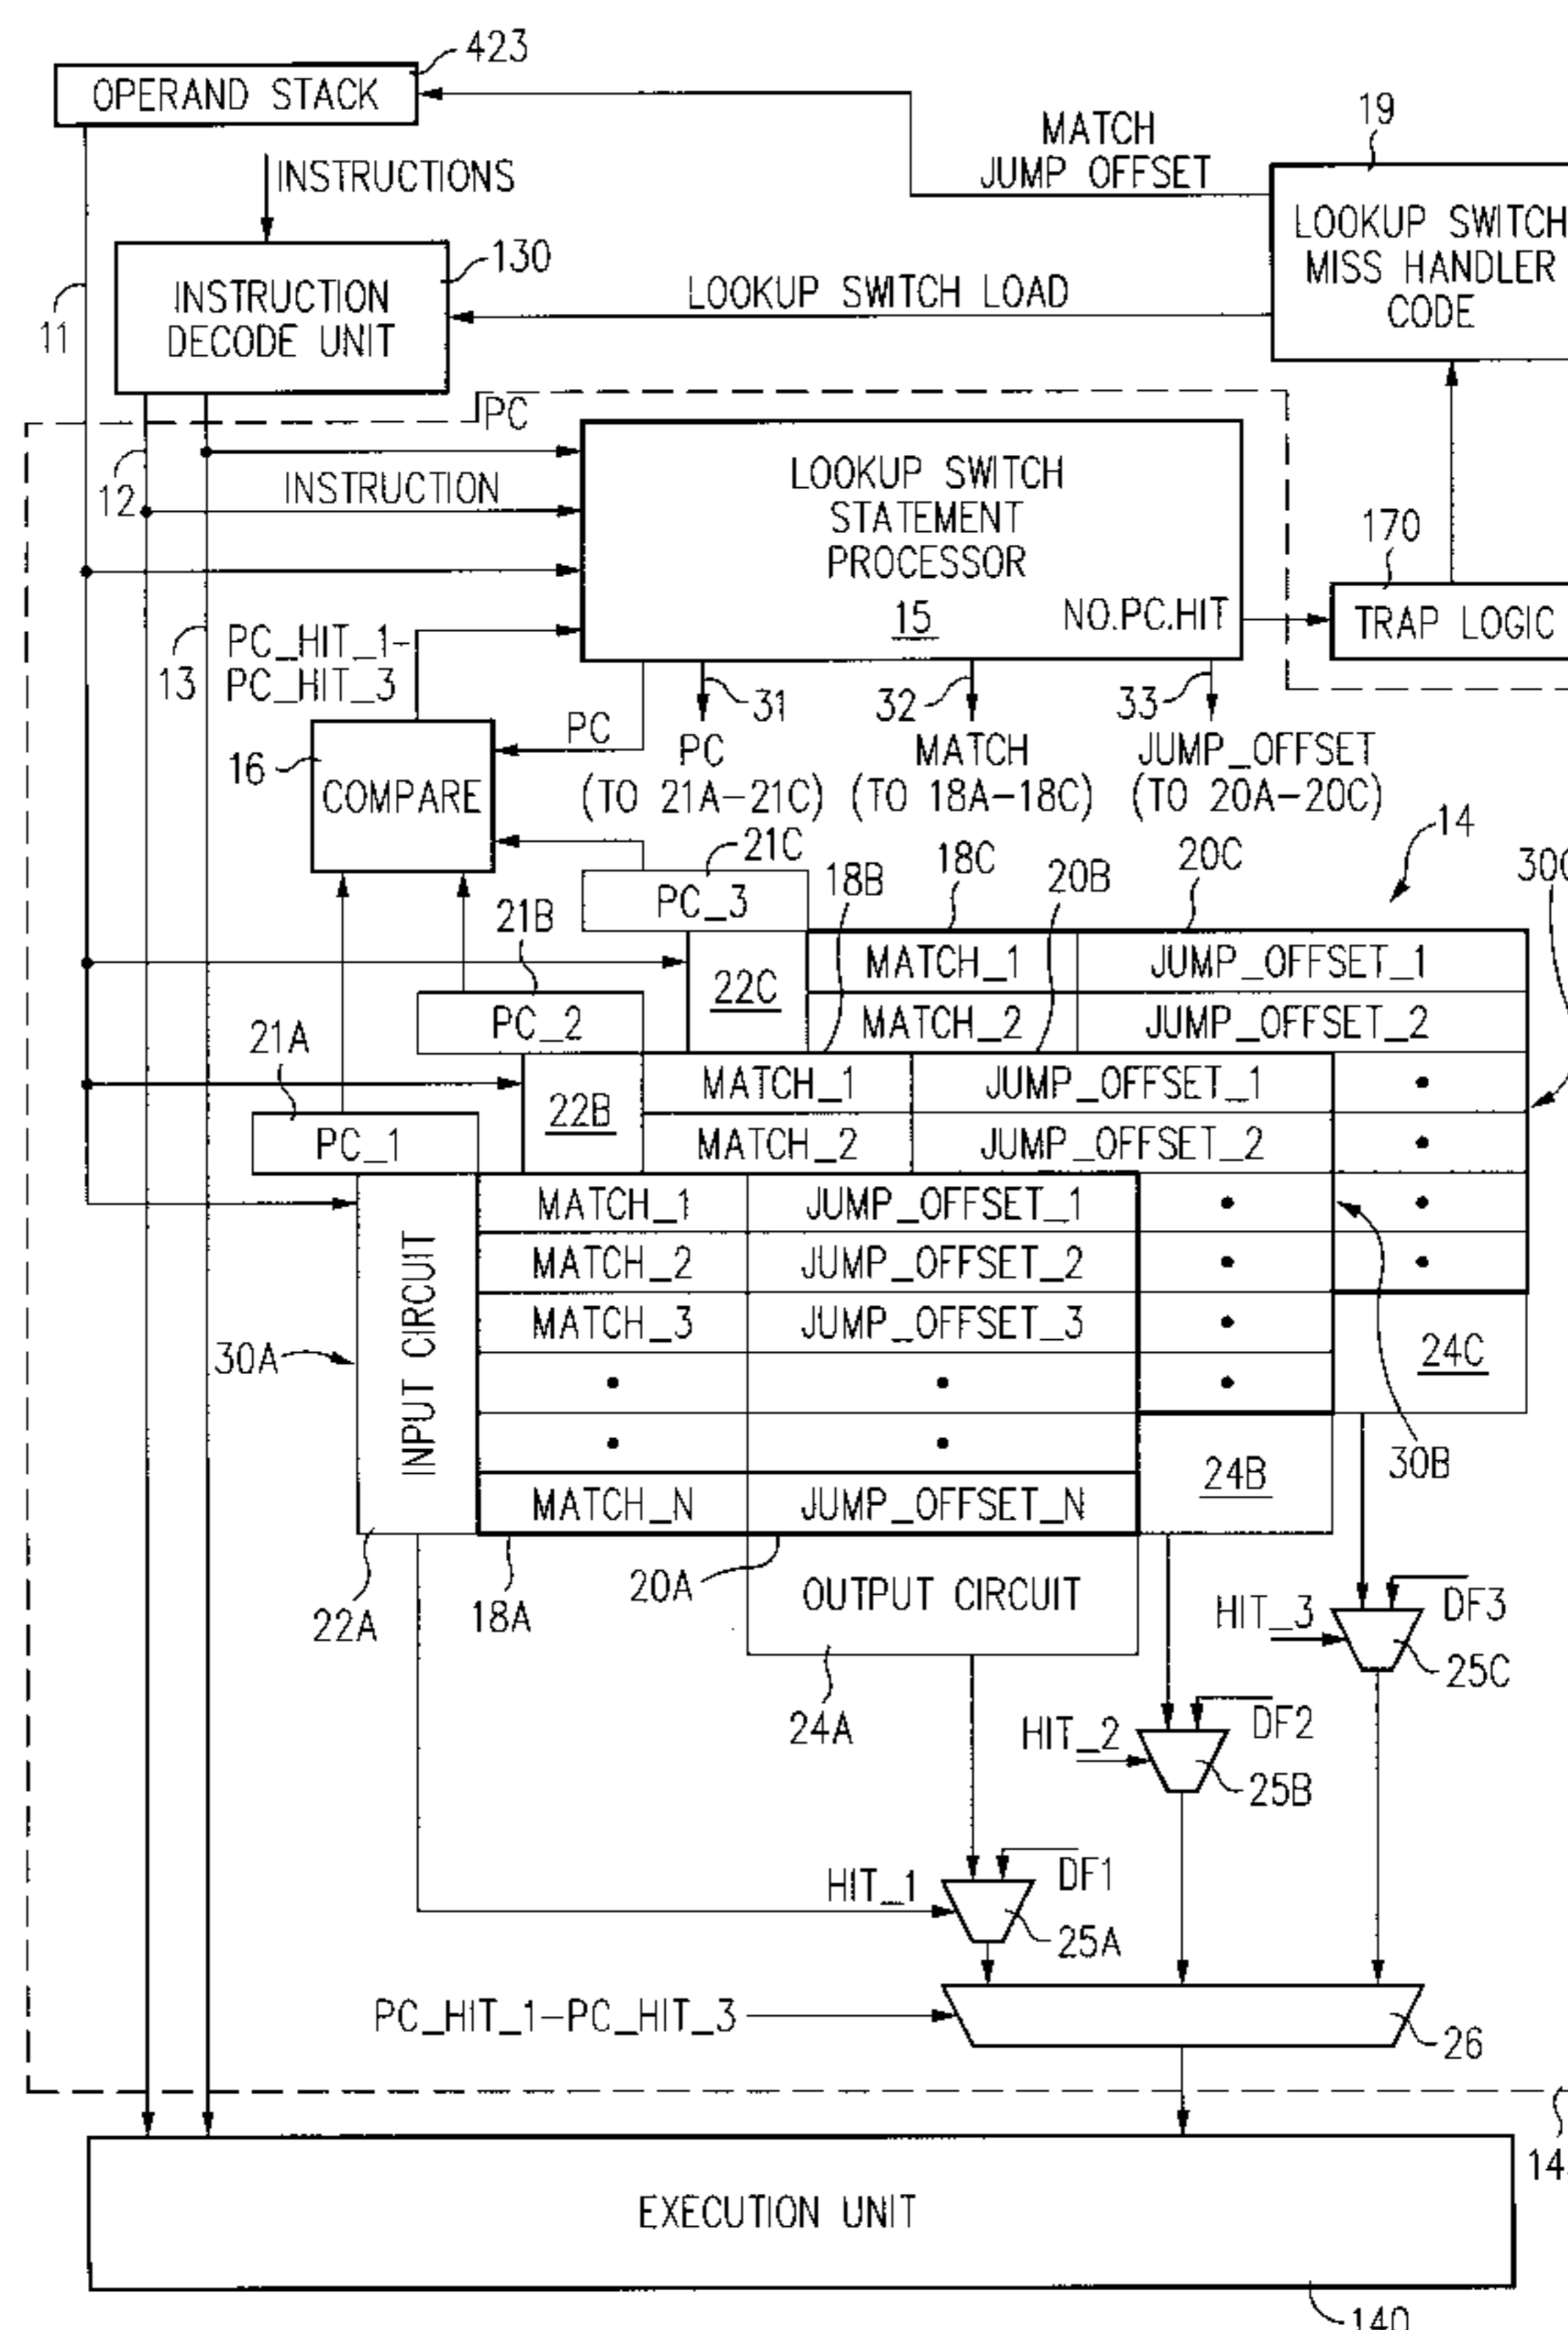 423
OPERAND STACK
19
MATCH
JUMP OFFSET
INSTRUCTIONS
LOOKUP SWITCH
MISS HANDLER
CODE
130
INSTRUCTION
DECODE UNIT
LOOKUP SWITCH LOAD
11
PC
12
INSTRUCTION
LOOKUP SWITCH
STATEMENT
PROCESSOR
15
NO.PC.HIT
170
TRAP LOGIC
13
PC_HIT_1-
PC_HIT_3
31
32
33
PC
PC
(TO 21A-21C)
MATCH
(TO 18A-18C)
JUMP_OFFSET
(TO 20A-20C)
16
COMPARE
14
21C
18B
18C
20B
20C
PC_3
21B
22C
MATCH_1
JUMP_OFFSET_1
MATCH_2
JUMP_OFFSET_2
PC_2
21A
22B
MATCH_1
JUMP_OFFSET_1
MATCH_2
JUMP_OFFSET_2
PC_1
INPUT CIRCUIT
MATCH_1
JUMP_OFFSET_1
MATCH_2
JUMP_OFFSET_2
MATCH_3
JUMP_OFFSET_3
MATCH_N
JUMP_OFFSET_N
30A
24C
24B
30B
22A
18A
20A
OUTPUT CIRCUIT
24A
HIT_3
DF3
25C
HIT_2
DF2
25B
HIT_1
DF1
25A
PC_HIT_1-PC_HIT_3
26
14
EXECUTION UNIT
140